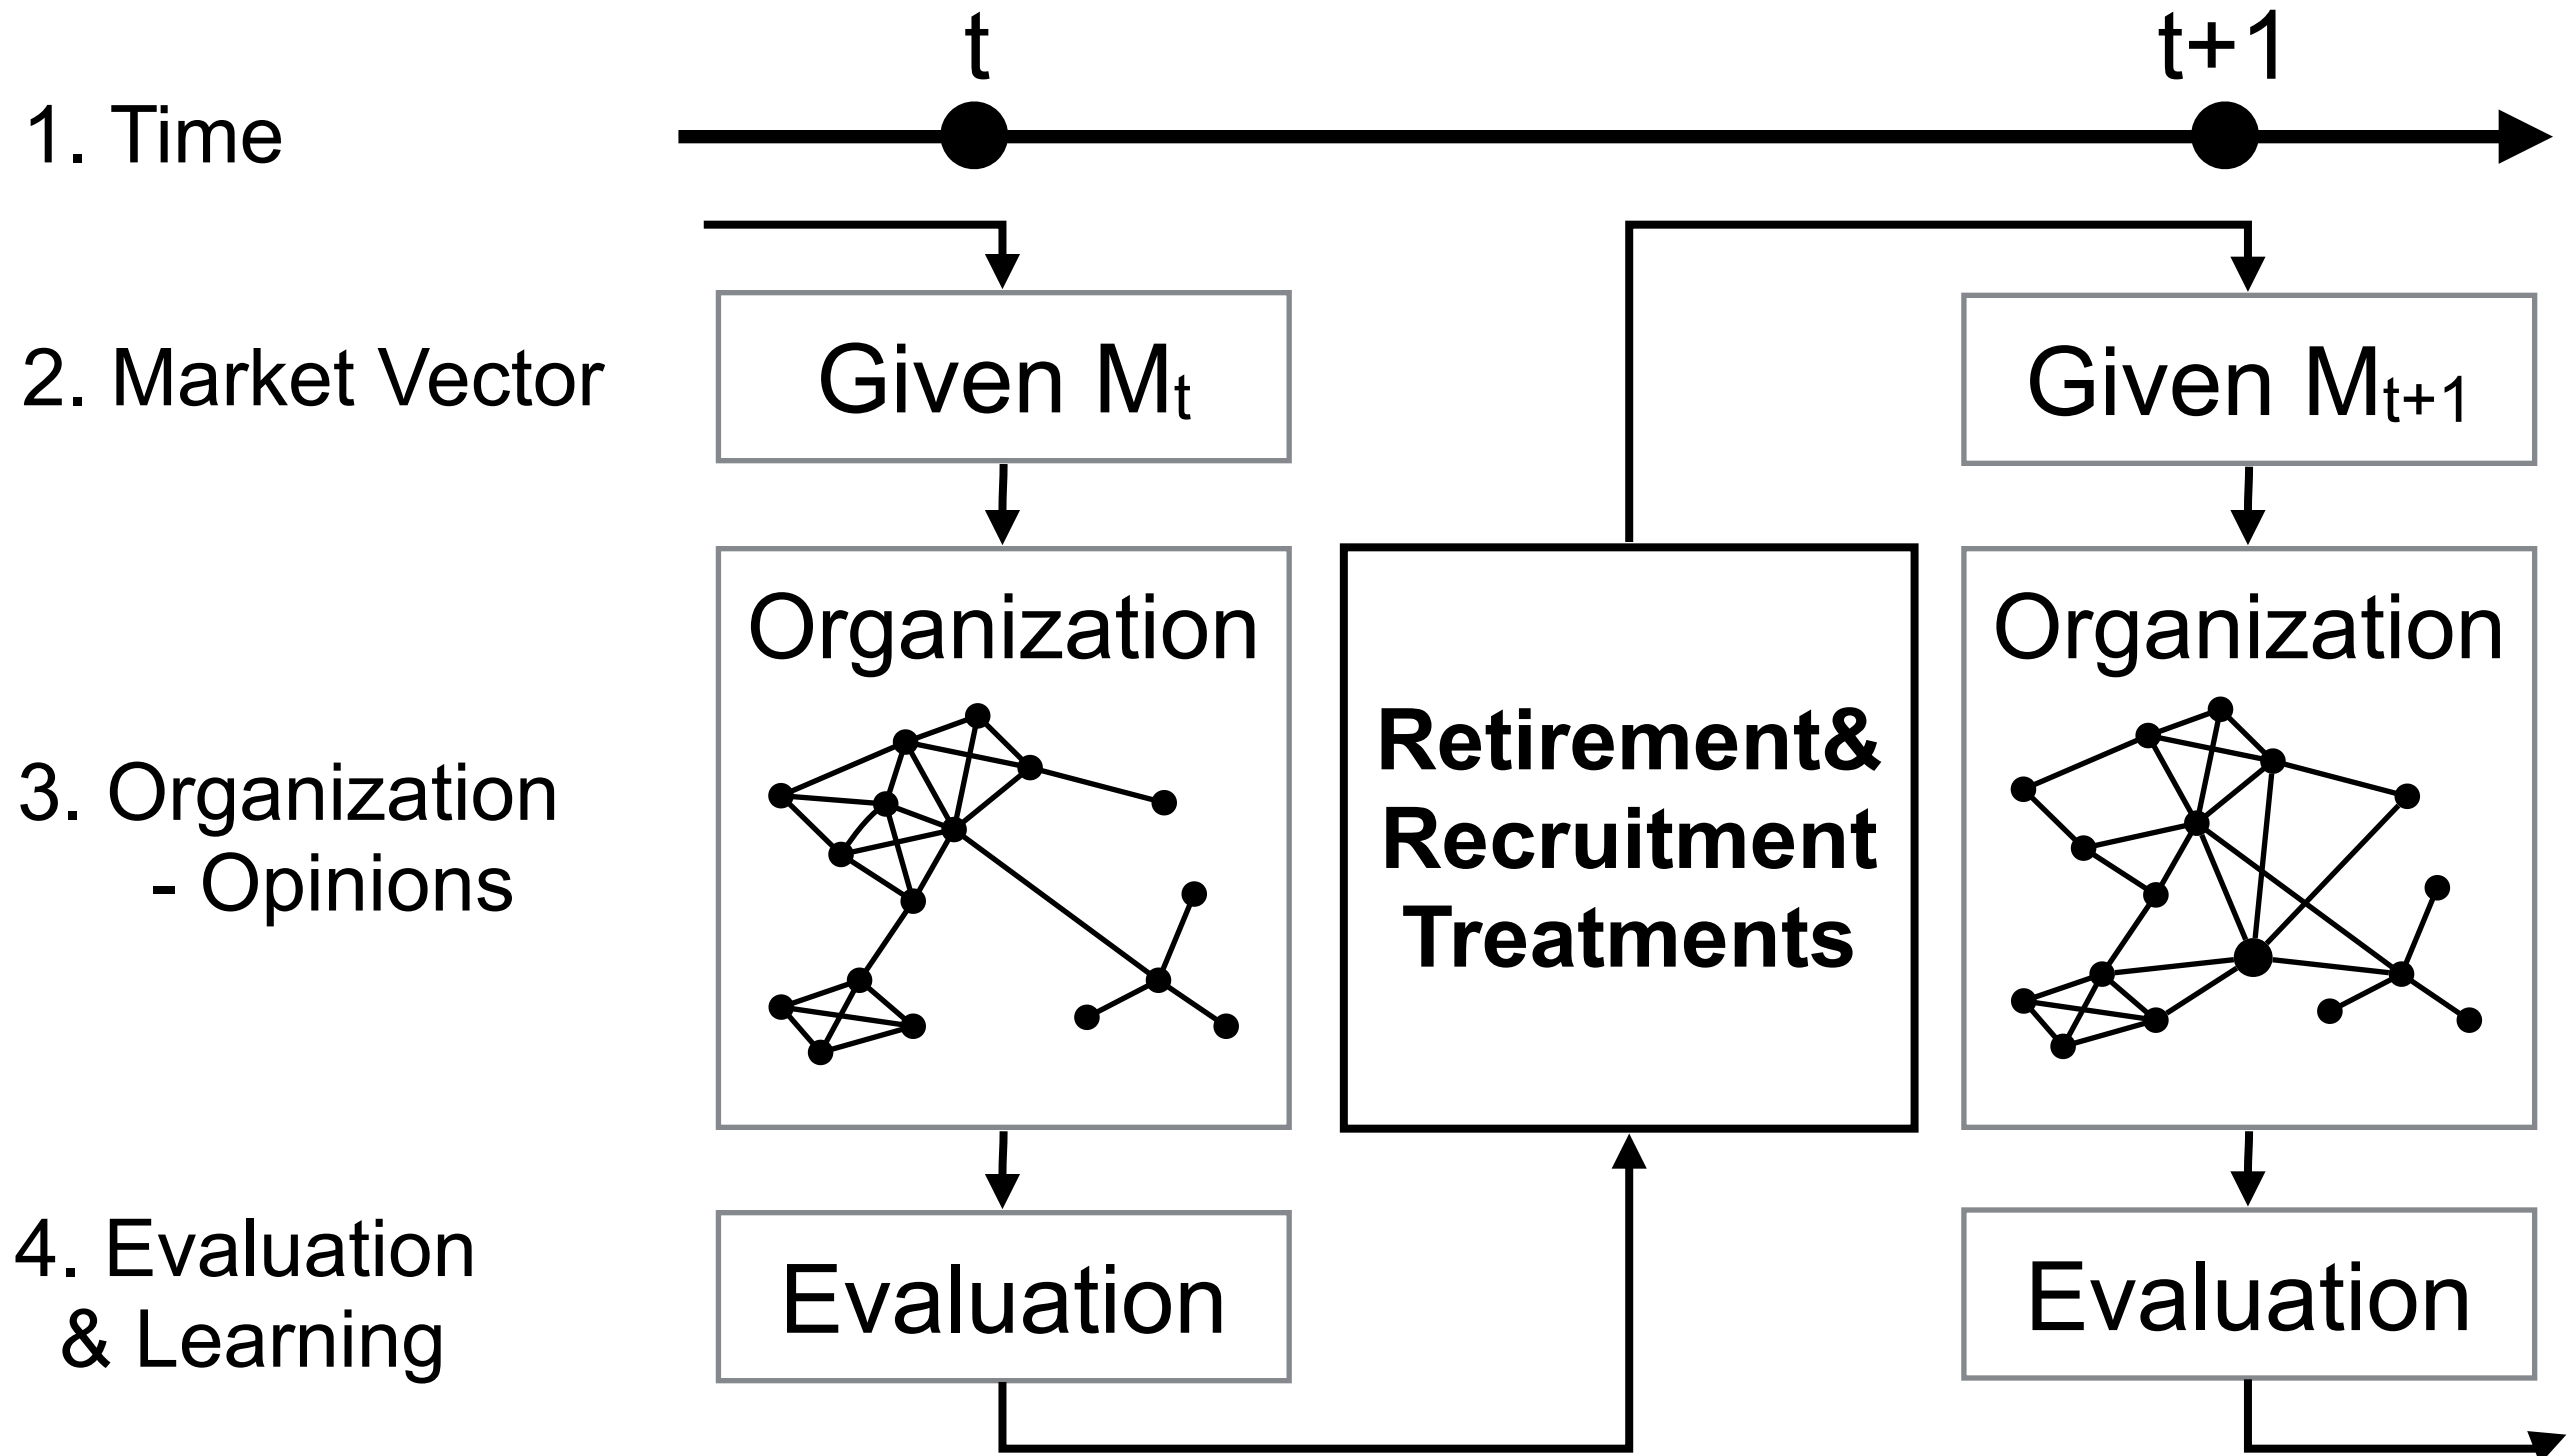 t
t+1
1. Time
2. Market Vector
Given Mt
Given Mt+1
3. Organization
- Opinions
Organization
Retirement&
Recruitment
Treatments
Organization
4. Evaluation
& Learning
Evaluation
Evaluation